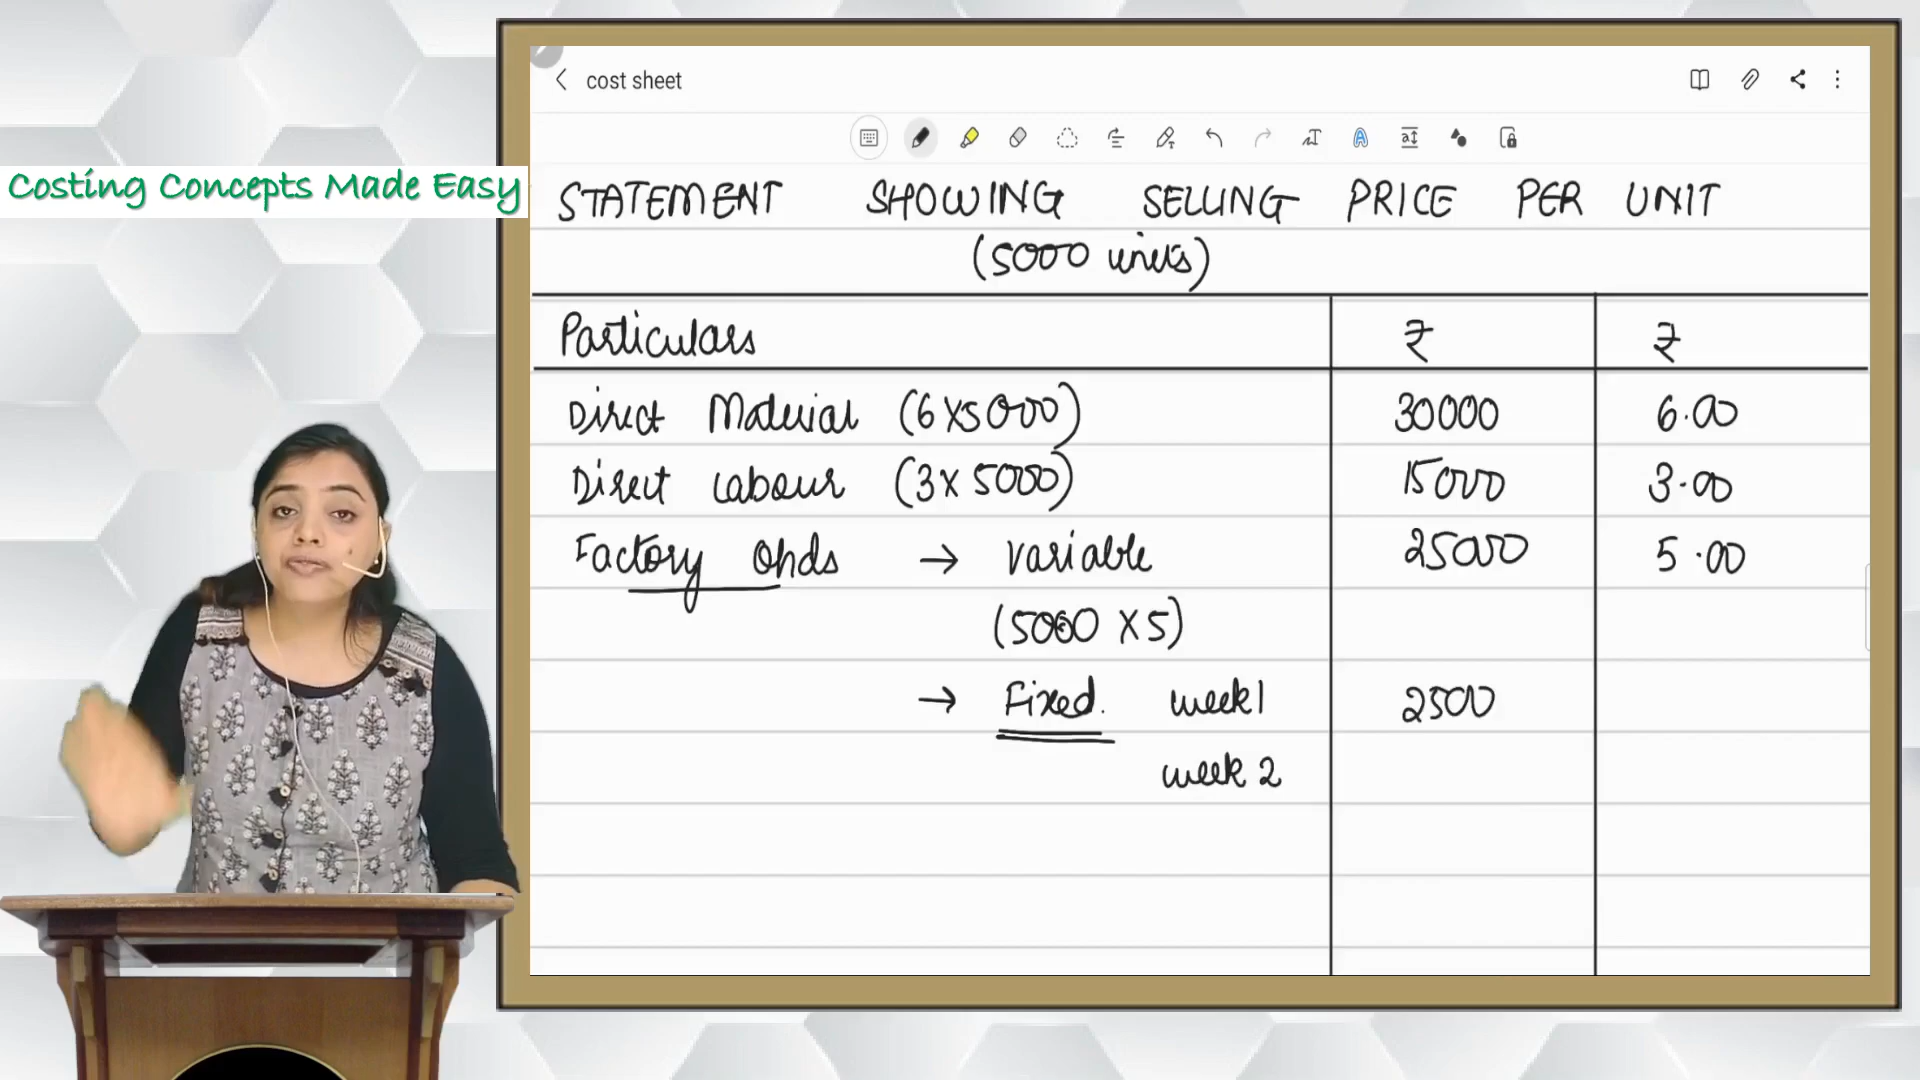 cost sheet
Costing Concepts Made Easy
STATEMENT SHOWING SELLING PRICE PER UNIT
(5000 units)
Particulars ₹ ₹
Direct Material (6X5000) 30000 6.00
Direct Labour (3X5000) 15000 3.00
Factory Ohds → Variable 25000 5.00
(5000 X5)
→ Fixed. week1 2500
week 2